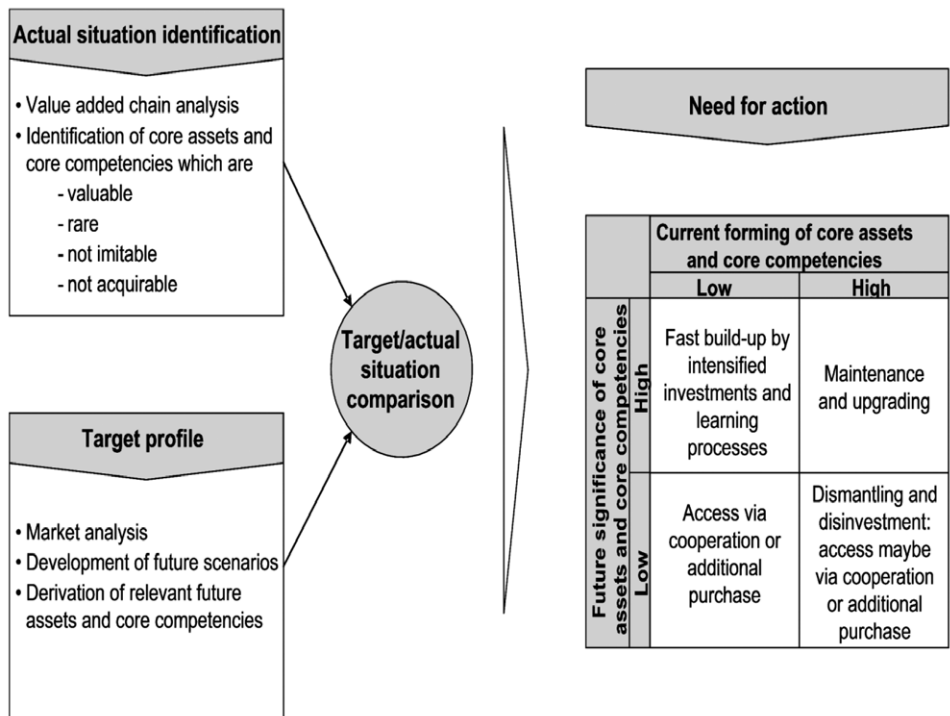 Actual situation identification
• Value added chain analysis
• Identification of core assets and
core competencies which are
- valuable
- rare
- not imitable
- not acquirable
Target profile
• Market analysis
• Development of future scenarios
• Derivation of relevant future
assets and core competencies
Target/actual
situation
comparison
Need for action
Current forming of core assets
and core competencies
Low
High
Future significance of core
assets and core competencies
High
Fast build-up by
intensified
investments and
learning
processes
Maintenance
and upgrading
Low
Access via
cooperation or
additional
purchase
Dismantling and
disinvestment:
access maybe
via cooperation
or additional
purchase